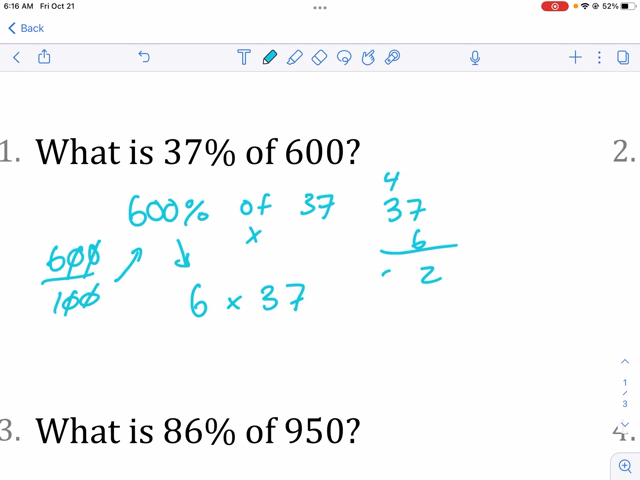 6:16 AM Fri Oct 21 52%
Back
T
1. What is 37% of 600? 2.
4
600% of 37 37
x 6
600
100
2
6 x 37
1
/
3
3. What is 86% of 950? 4.